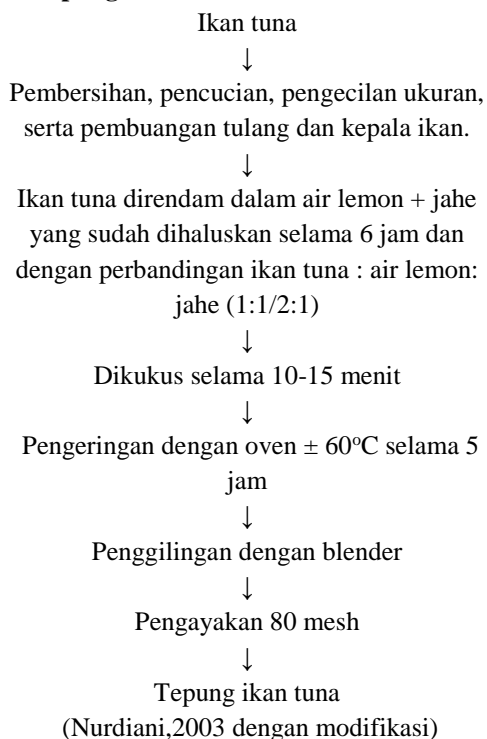 Ikan tuna
↓
Pembersihan, pencucian, pengecilan ukuran,
serta pembuangan tulang dan kepala ikan.
↓
Ikan tuna direndam dalam air lemon + jahe
yang sudah dihaluskan selama 6 jam dan
dengan perbandingan ikan tuna : air lemon:
jahe (1:1/2:1)
↓
Dikukus selama 10-15 menit
↓
Pengeringan dengan oven ± 60°C selama 5
jam
↓
Penggilingan dengan blender
↓
Pengayakan 80 mesh
↓
Tepung ikan tuna
(Nurdiani,2003 dengan modifikasi)